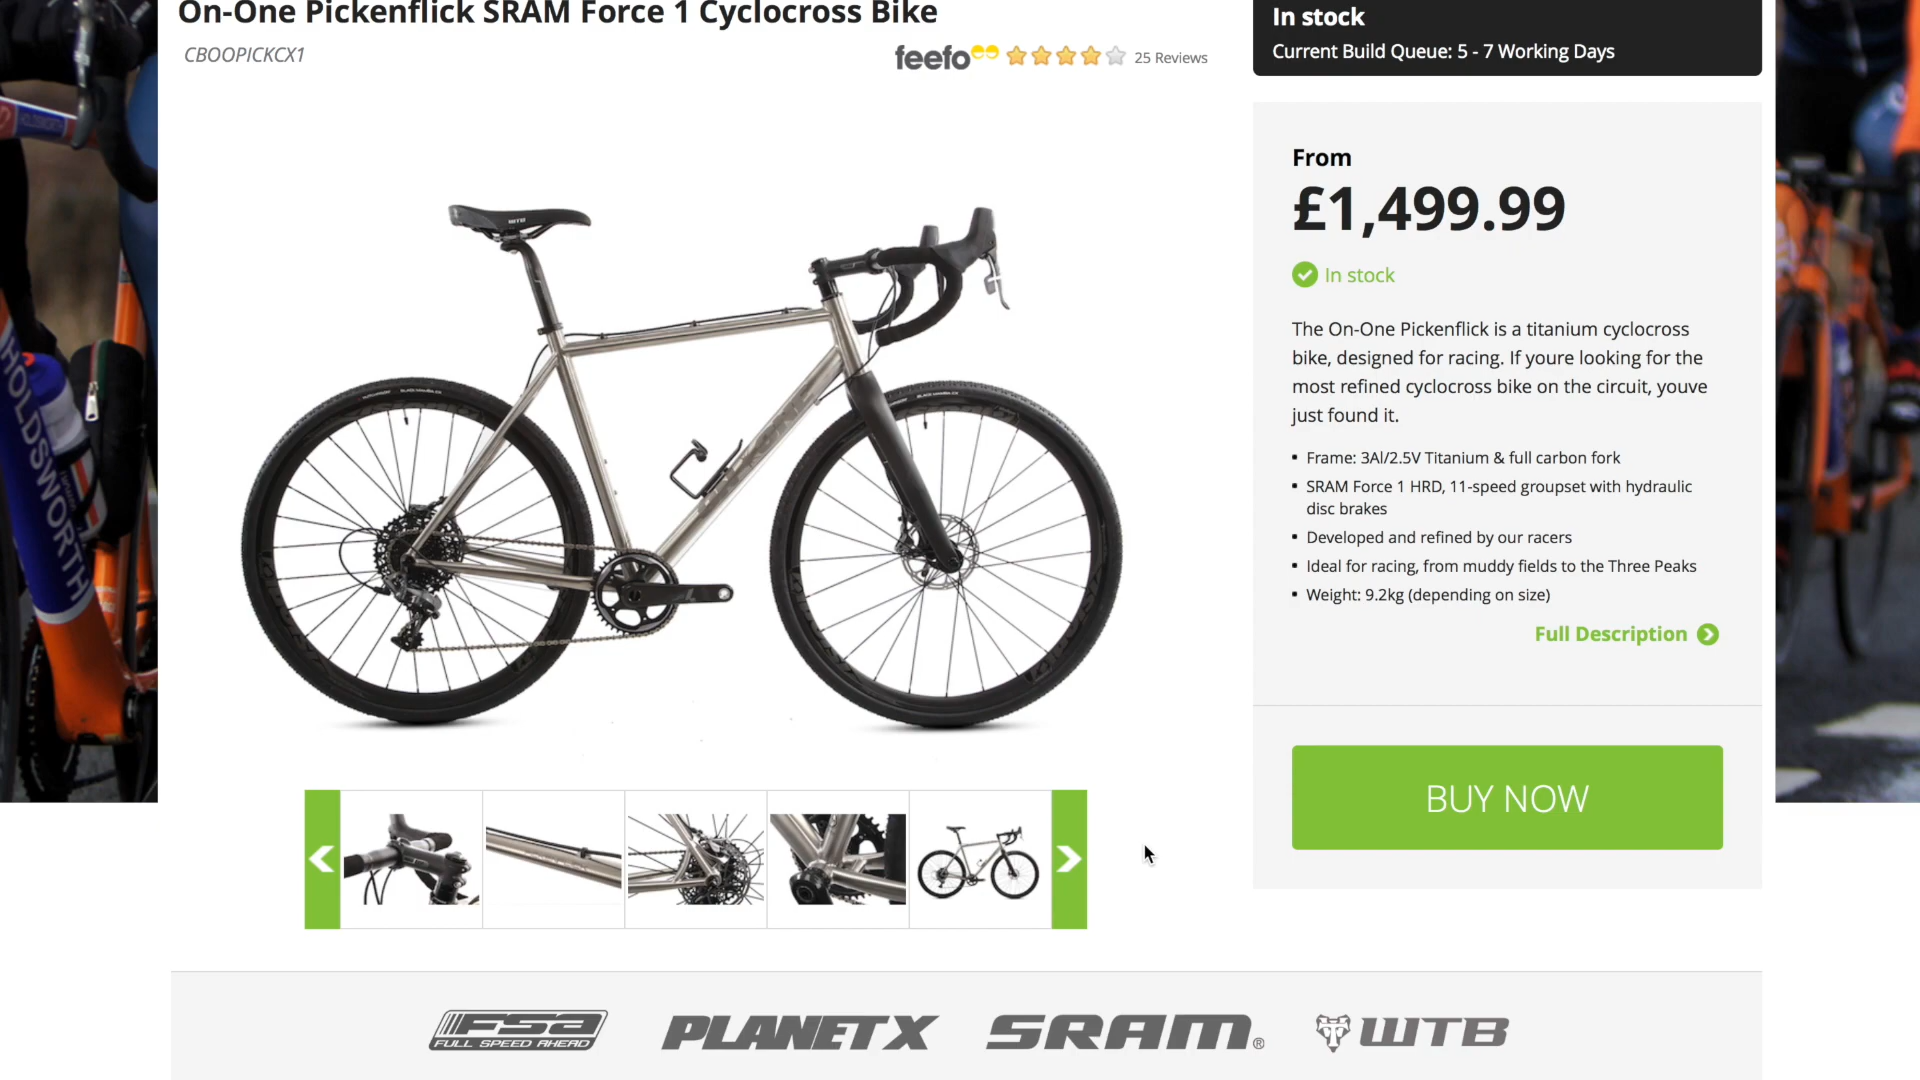 On-One Pickenflick SRAM Force 1 Cyclocross Bike
CBOOPICKCX1
feefo
25 Reviews
In stock
Current Build Queue: 5 - 7 Working Days
From
£1,499.99
In stock
The On-One Pickenflick is a titanium cyclocross
bike, designed for racing. If youre looking for the
most refined cyclocross bike on the circuit, youve
just found it.
Frame: 3Al/2.5V Titanium & full carbon fork
SRAM Force 1 HRD, 11-speed groupset with hydraulic
disc brakes
Developed and refined by our racers
Ideal for racing, from muddy fields to the Three Peaks
Weight: 9.2kg (depending on size)
Full Description
BUY NOW
HOLDSWORTH
HOLDSWORTH
WTB
FSA
FULL SPEED AHEAD
PLANET X
SRAM®
WTB